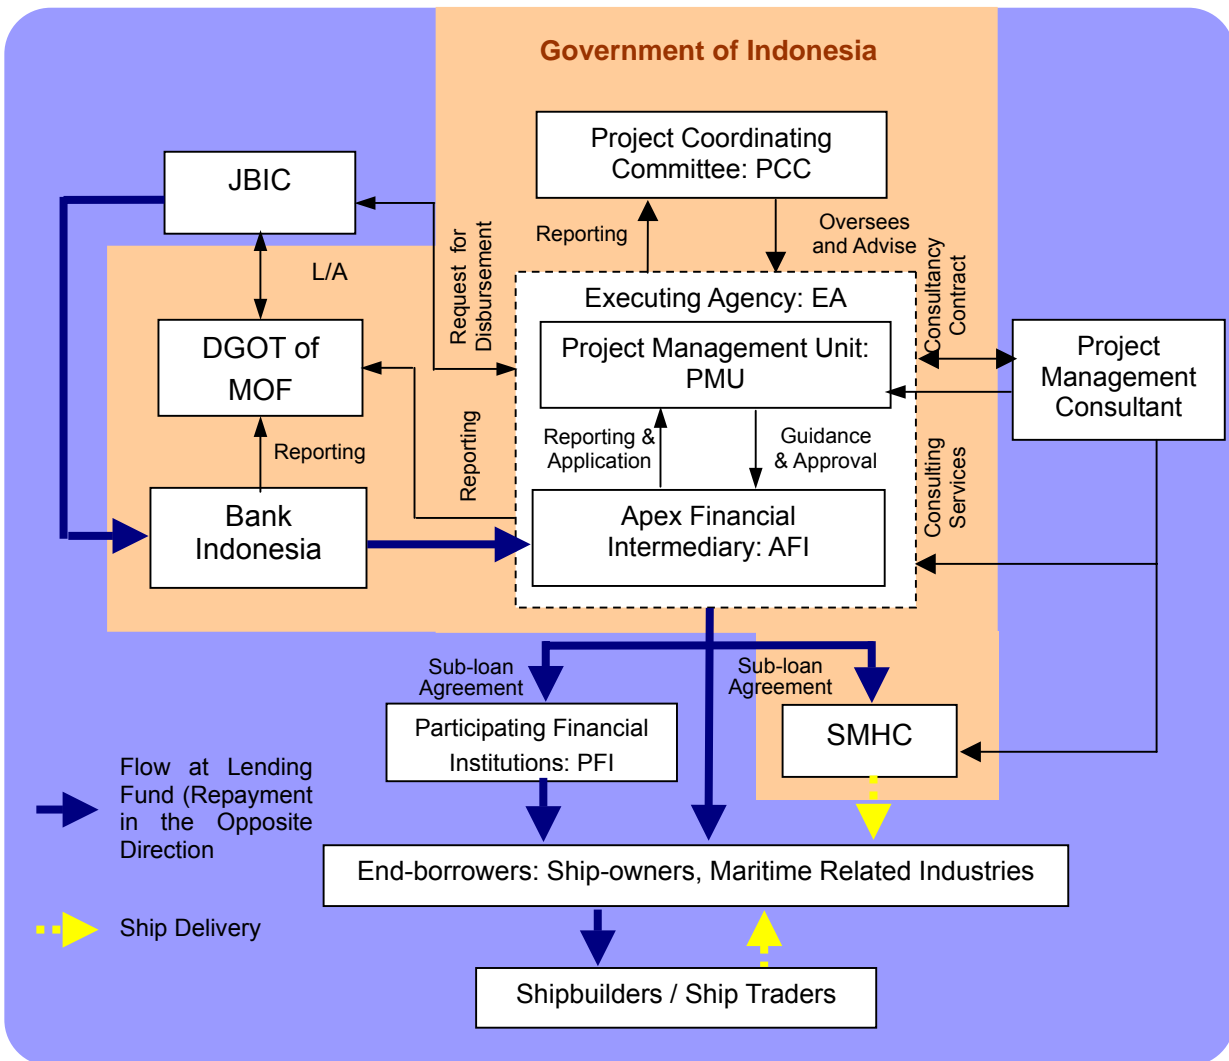 Government of Indonesia
Project Coordinating
Committee: PCC
JBIC
Reporting
Oversees
and Advise
L/A
Request for
Disbursement
Consultancy
Contract
Executing Agency: EA
Project Management Unit:
PMU
DGOT of
MOF
Project
Management
Consultant
Reporting
Reporting
Reporting &
Application
Guidance
& Approval
Consulting
Services
Bank
Indonesia
Apex Financial
Intermediary: AFI
Sub-loan
Agreement
Sub-loan
Agreement
Participating Financial
Institutions: PFI
SMHC
Flow at Lending
Fund (Repayment
in the Opposite
Direction
End-borrowers: Ship-owners, Maritime Related Industries
Ship Delivery
Shipbuilders / Ship Traders